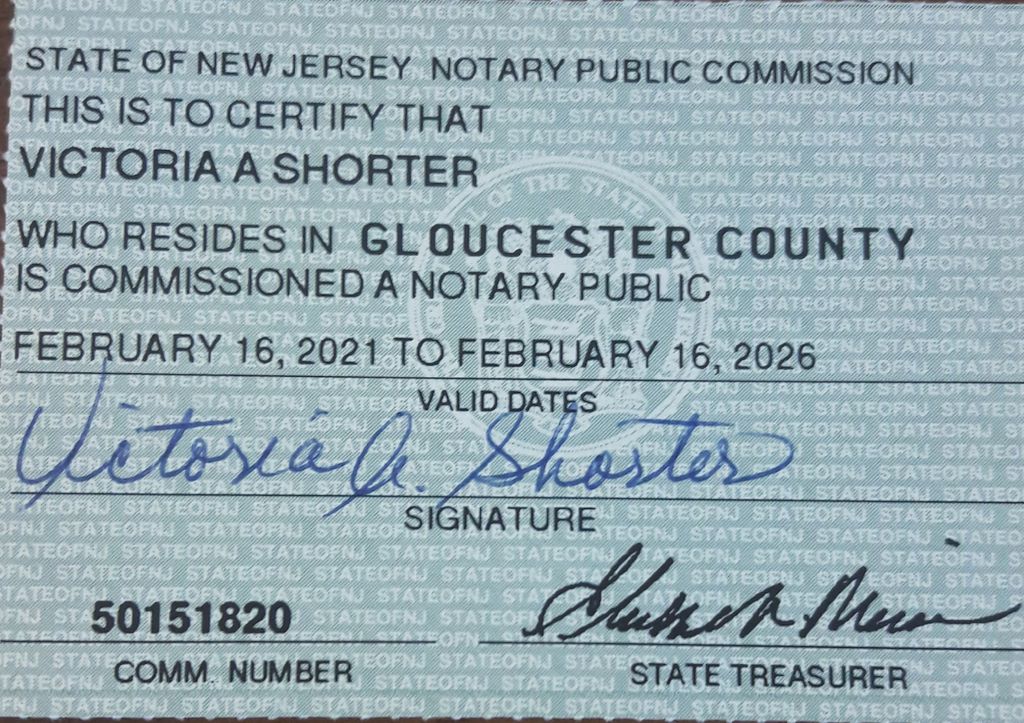 STATE OF NEW JERSEY NOTARY PUBLIC COMMISSION
THIS IS TO CERTIFY THAT
VICTORIA A SHORTER
WHO RESIDES IN GLOUCESTER COUNTY
IS COMMISSIONED A NOTARY PUBLIC
FEBRUARY 16, 2021 TO FEBRUARY 16, 2026
VALID DATES
Victoria A. Shorter
SIGNATURE
50151820
COMM. NUMBER
STATE TREASURER